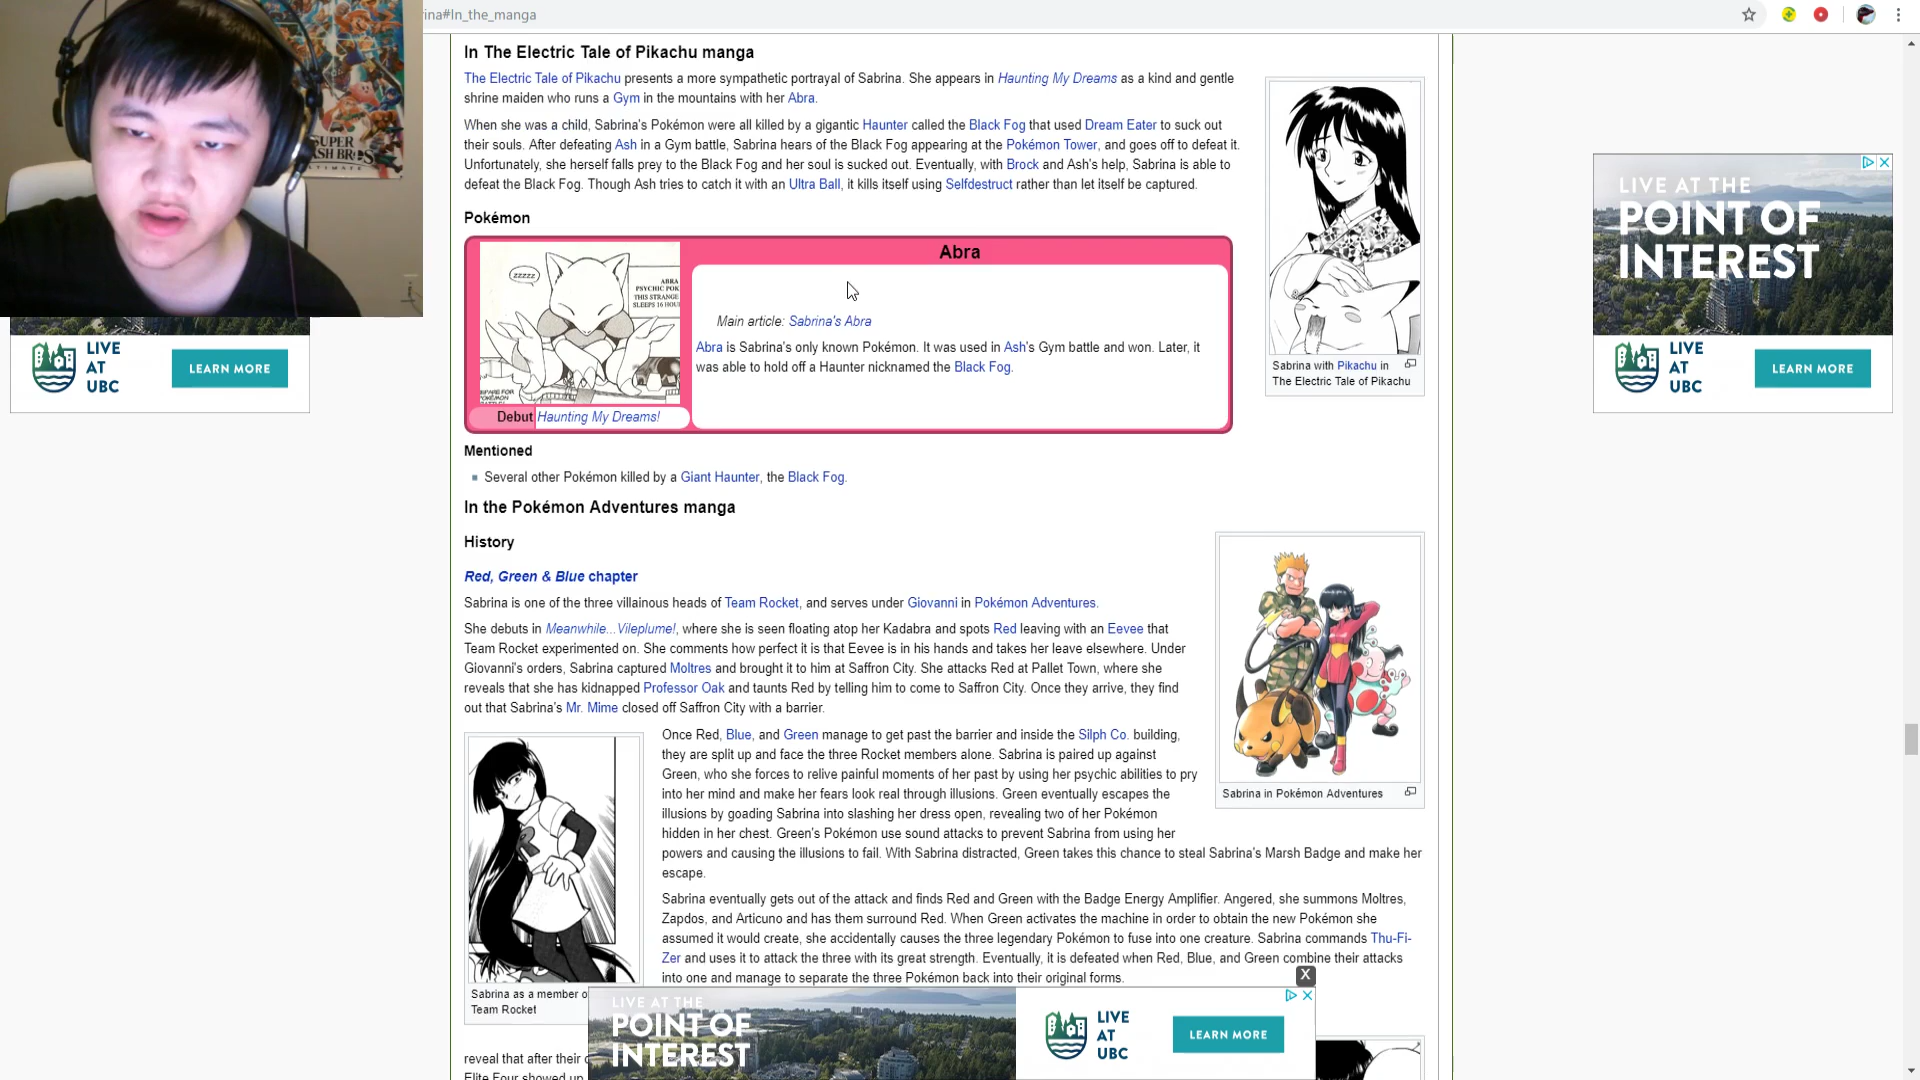 ina#In_the_manga
In The Electric Tale of Pikachu manga
The Electric Tale of Pikachu presents a more sympathetic portrayal of Sabrina. She appears in Haunting My Dreams as a kind and gentle
shrine maiden who runs a Gym in the mountains with her Abra.
When she was a child, Sabrina's Pokémon were all killed by a gigantic Haunter called the Black Fog that used Dream Eater to suck out
their souls. After defeating Ash in a Gym battle, Sabrina hears of the Black Fog appearing at the Pokémon Tower, and goes off to defeat it.
Unfortunately, she herself falls prey to the Black Fog and her soul is sucked out. Eventually, with Brock and Ash's help, Sabrina is able to
defeat the Black Fog. Though Ash tries to catch it with an Ultra Ball, it kills itself using Selfdestruct rather than let itself be captured.
Sabrina with Pikachu in
The Electric Tale of Pikachu
Pokémon
Abra
ZZZZZ
ABRA
PSYCHIC POK
THIS STRANGE
SLEEPS 16 HOU
Debut Haunting My Dreams!
Main article: Sabrina's Abra
Abra is Sabrina's only known Pokémon. It was used in Ash's Gym battle and won. Later, it
was able to hold off a Haunter nicknamed the Black Fog.
Mentioned
Several other Pokémon killed by a Giant Haunter, the Black Fog.
In the Pokémon Adventures manga
History
Red, Green & Blue chapter
Sabrina is one of the three villainous heads of Team Rocket, and serves under Giovanni in Pokémon Adventures.
She debuts in Meanwhile...Vileplume!, where she is seen floating atop her Kadabra and spots Red leaving with an Eevee that
Team Rocket experimented on. She comments how perfect it is that Eevee is in his hands and takes her leave elsewhere. Under
Giovanni's orders, Sabrina captured Moltres and brought it to him at Saffron City. She attacks Red at Pallet Town, where she
reveals that she has kidnapped Professor Oak and taunts Red by telling him to come to Saffron City. Once they arrive, they find
out that Sabrina's Mr. Mime closed off Saffron City with a barrier.
Sabrina in Pokémon Adventures
Once Red, Blue, and Green manage to get past the barrier and inside the Silph Co. building,
they are split up and face the three Rocket members alone. Sabrina is paired up against
Green, who she forces to relive painful moments of her past by using her psychic abilities to pry
into her mind and make her fears look real through illusions. Green eventually escapes the
illusions by goading Sabrina into slashing her dress open, revealing two of her Pokémon
hidden in her chest. Green's Pokémon use sound attacks to prevent Sabrina from using her
powers and causing the illusions to fail. With Sabrina distracted, Green takes this chance to steal Sabrina's Marsh Badge and make her
escape.
Sabrina eventually gets out of the attack and finds Red and Green with the Badge Energy Amplifier. Angered, she summons Moltres,
Zapdos, and Articuno and has them surround Red. When Green activates the machine in order to obtain the new Pokémon she
assumed it would create, she accidentally causes the three legendary Pokémon to fuse into one creature. Sabrina commands Thu-Fi-
Zer and uses it to attack the three with its great strength. Eventually, it is defeated when Red, Blue, and Green combine their attacks
into one and manage to separate the three Pokémon back into their original forms.
Sabrina as a member o
Team Rocket
reveal that after their
Elite Four showed up
LIVE AT THE
POINT OF
INTEREST
LIVE
AT
UBC
LEARN MORE
X
LIVE AT THE
POINT OF
INTEREST
LIVE
AT
UBC
LEARN MORE
LIVE
AT
UBC
LEARN MORE
SUPER
SH BROS
ULTIMATE